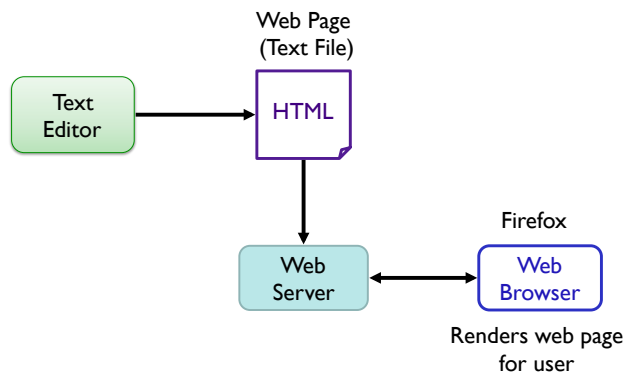 Web Page
(Text File)
Text
Editor
HTML
Firefox
Web
Server
Web
Browser
Renders web page
for user